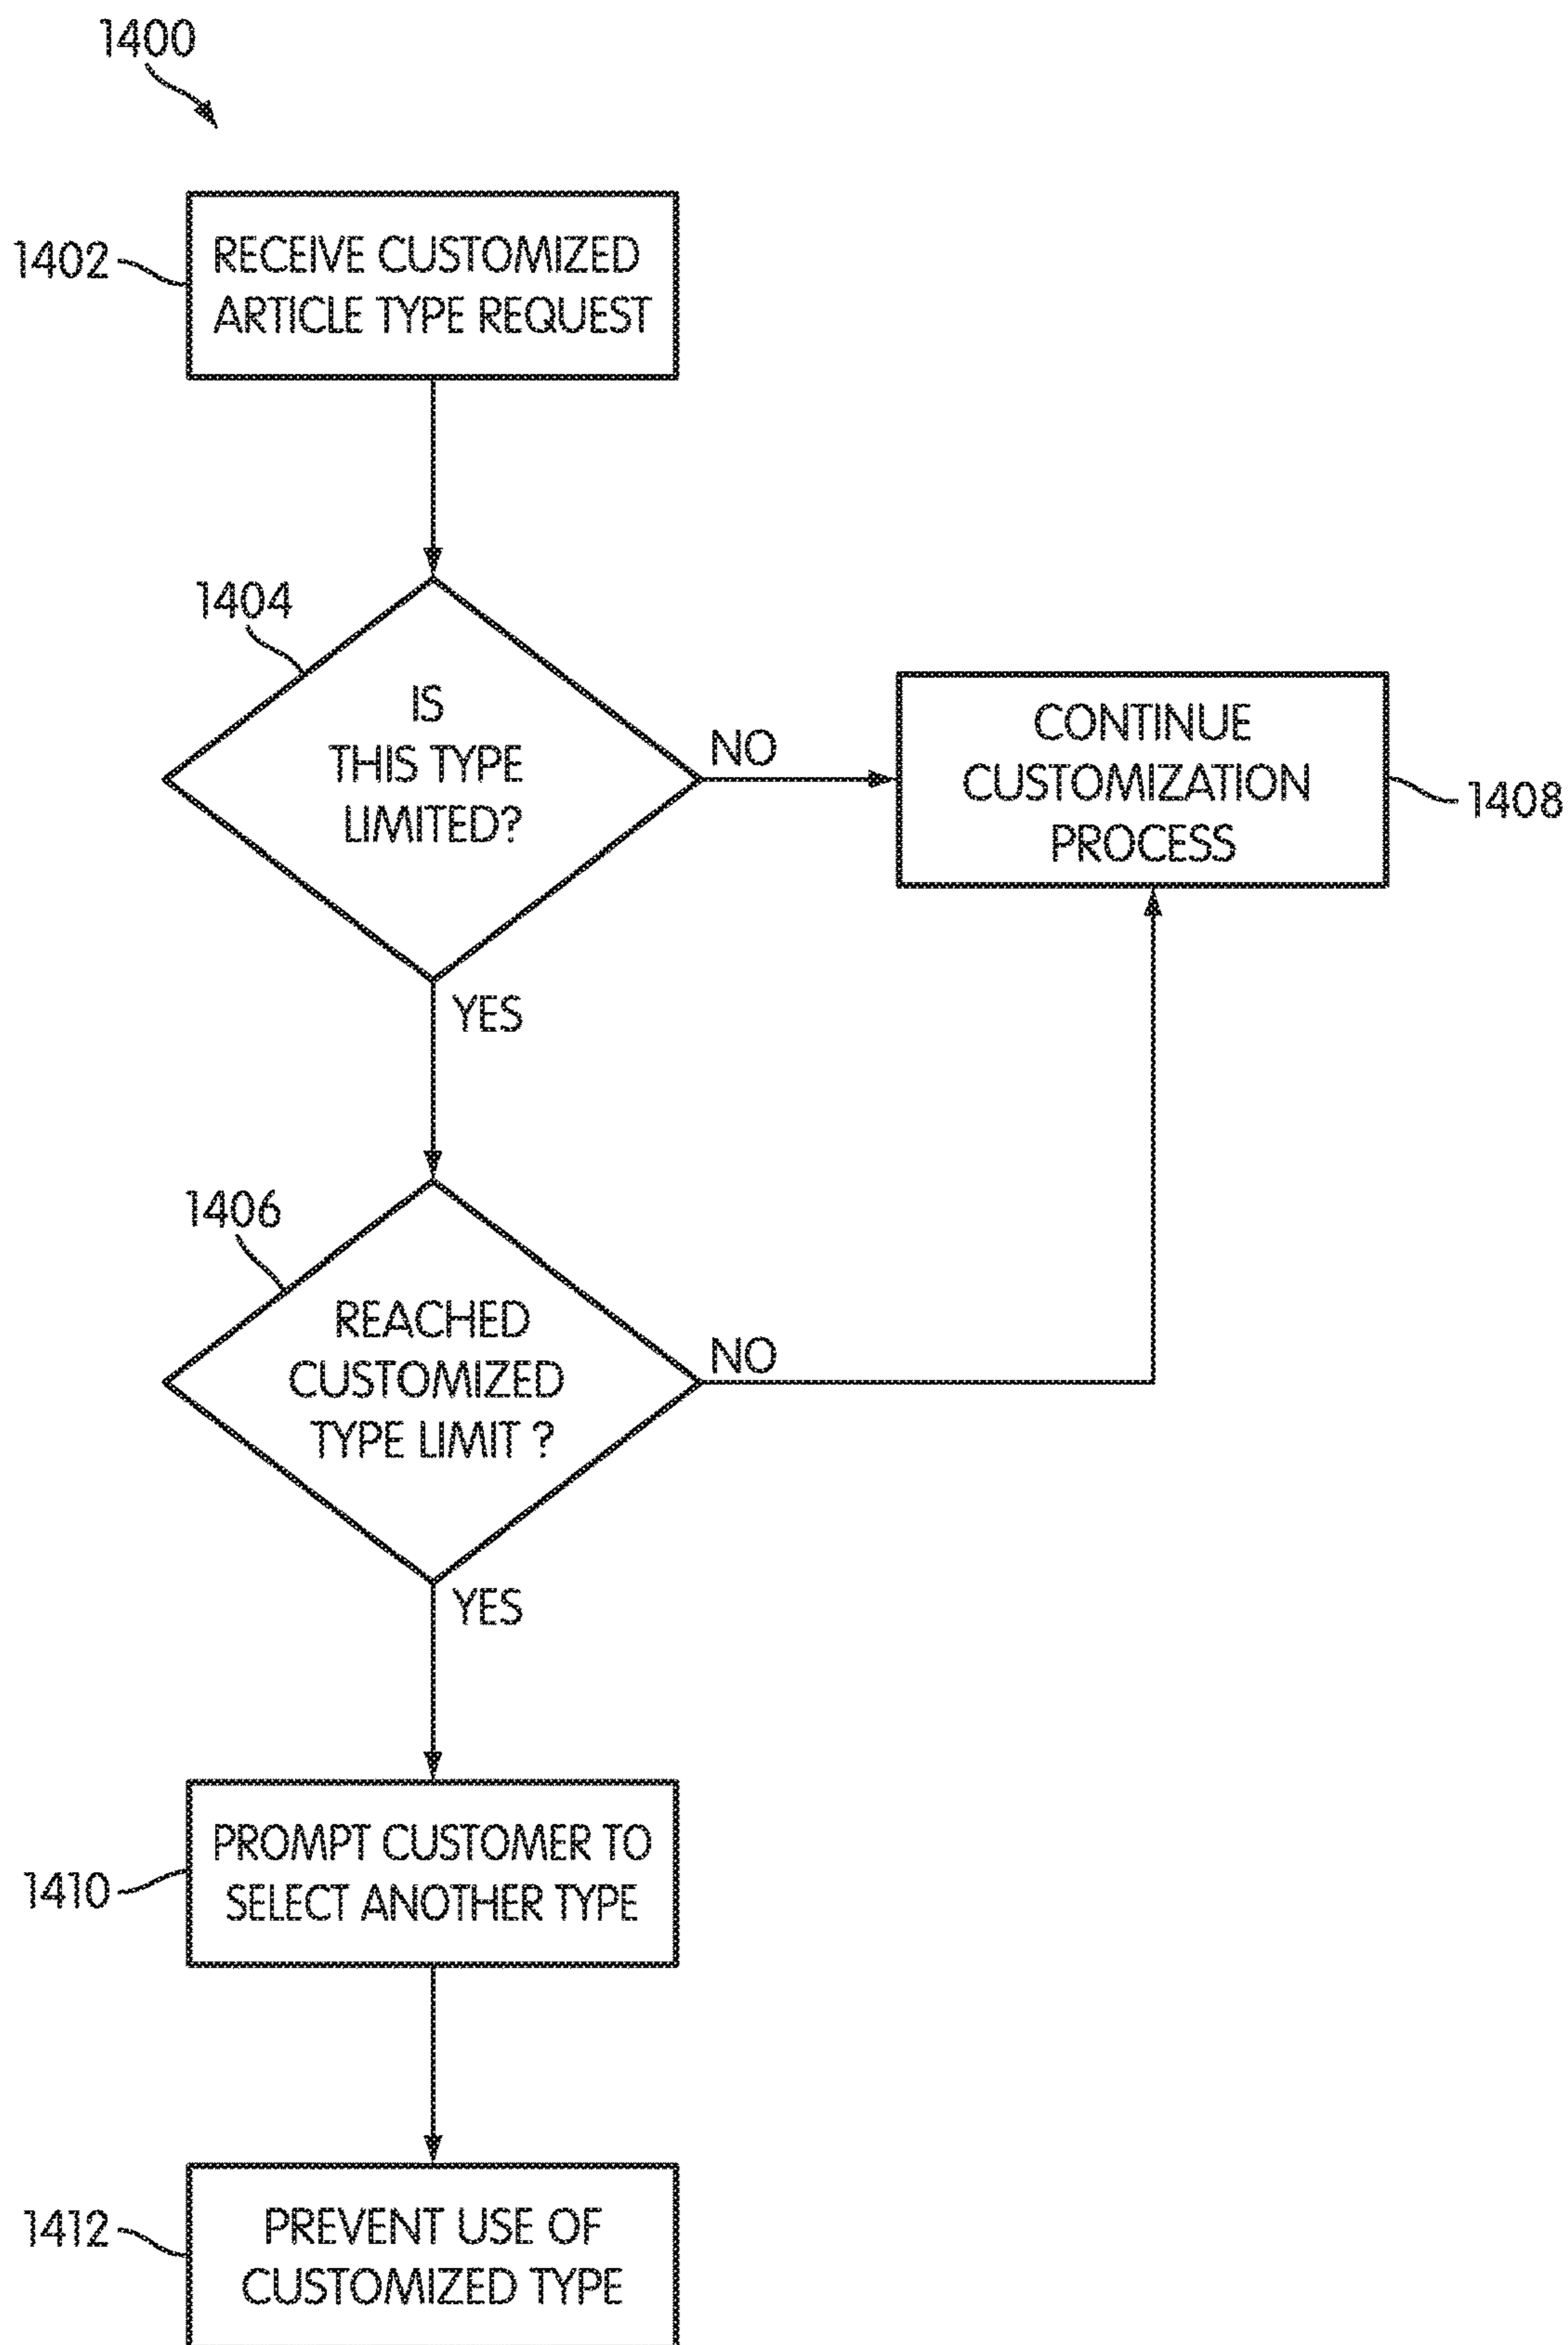 1400
1402
RECEIVE CUSTOMIZED
ARTICLE TYPE REQUEST
1404
IS
THIS TYPE
LIMITED?
NO
CONTINUE
CUSTOMIZATION
PROCESS
1408
YES
1406
REACHED
CUSTOMIZED
TYPE LIMIT ?
NO
YES
1410
PROMPT CUSTOMER TO
SELECT ANOTHER TYPE
1412
PREVENT USE OF
CUSTOMIZED TYPE